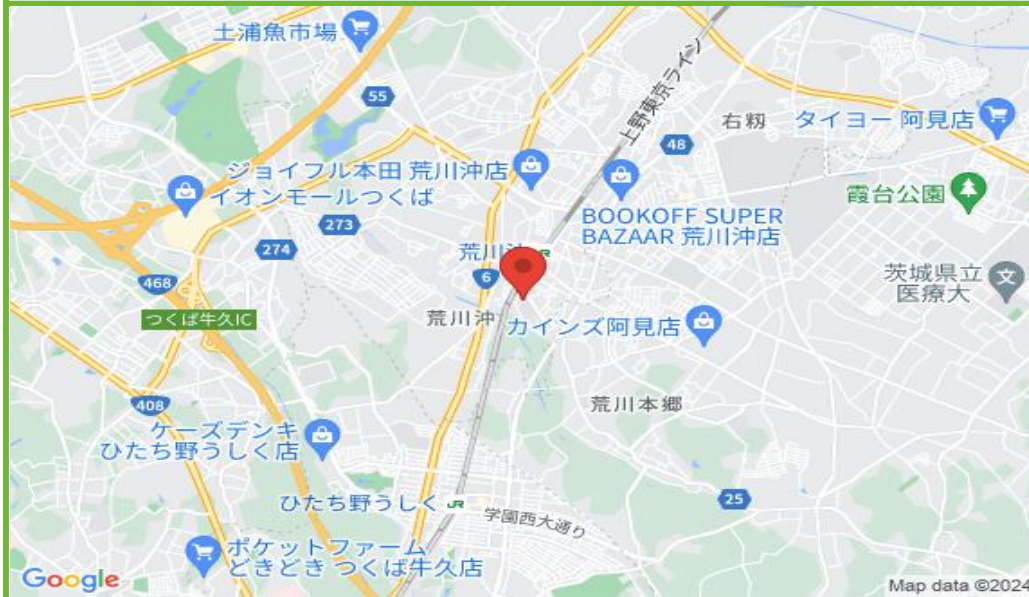 土浦魚市場
55
上野東京ライン
右籾
タイヨー 阿見店
48
ジョイフル本田 荒川沖店
イオンモールつくば
霞台公園
BOOKOFF SUPER
BAZAAR 荒川沖店
273
274
6
茨城県立
医療大
文
468
つくば牛久IC
荒川沖
カインズ阿見店
408
荒川本郷
ケーズデンキ
ひたち野うしく店
25
ひたち野うしく
JR
学園西大通り
ポケットファーム
どきどき つくば牛久店
Google
Map data ©2024